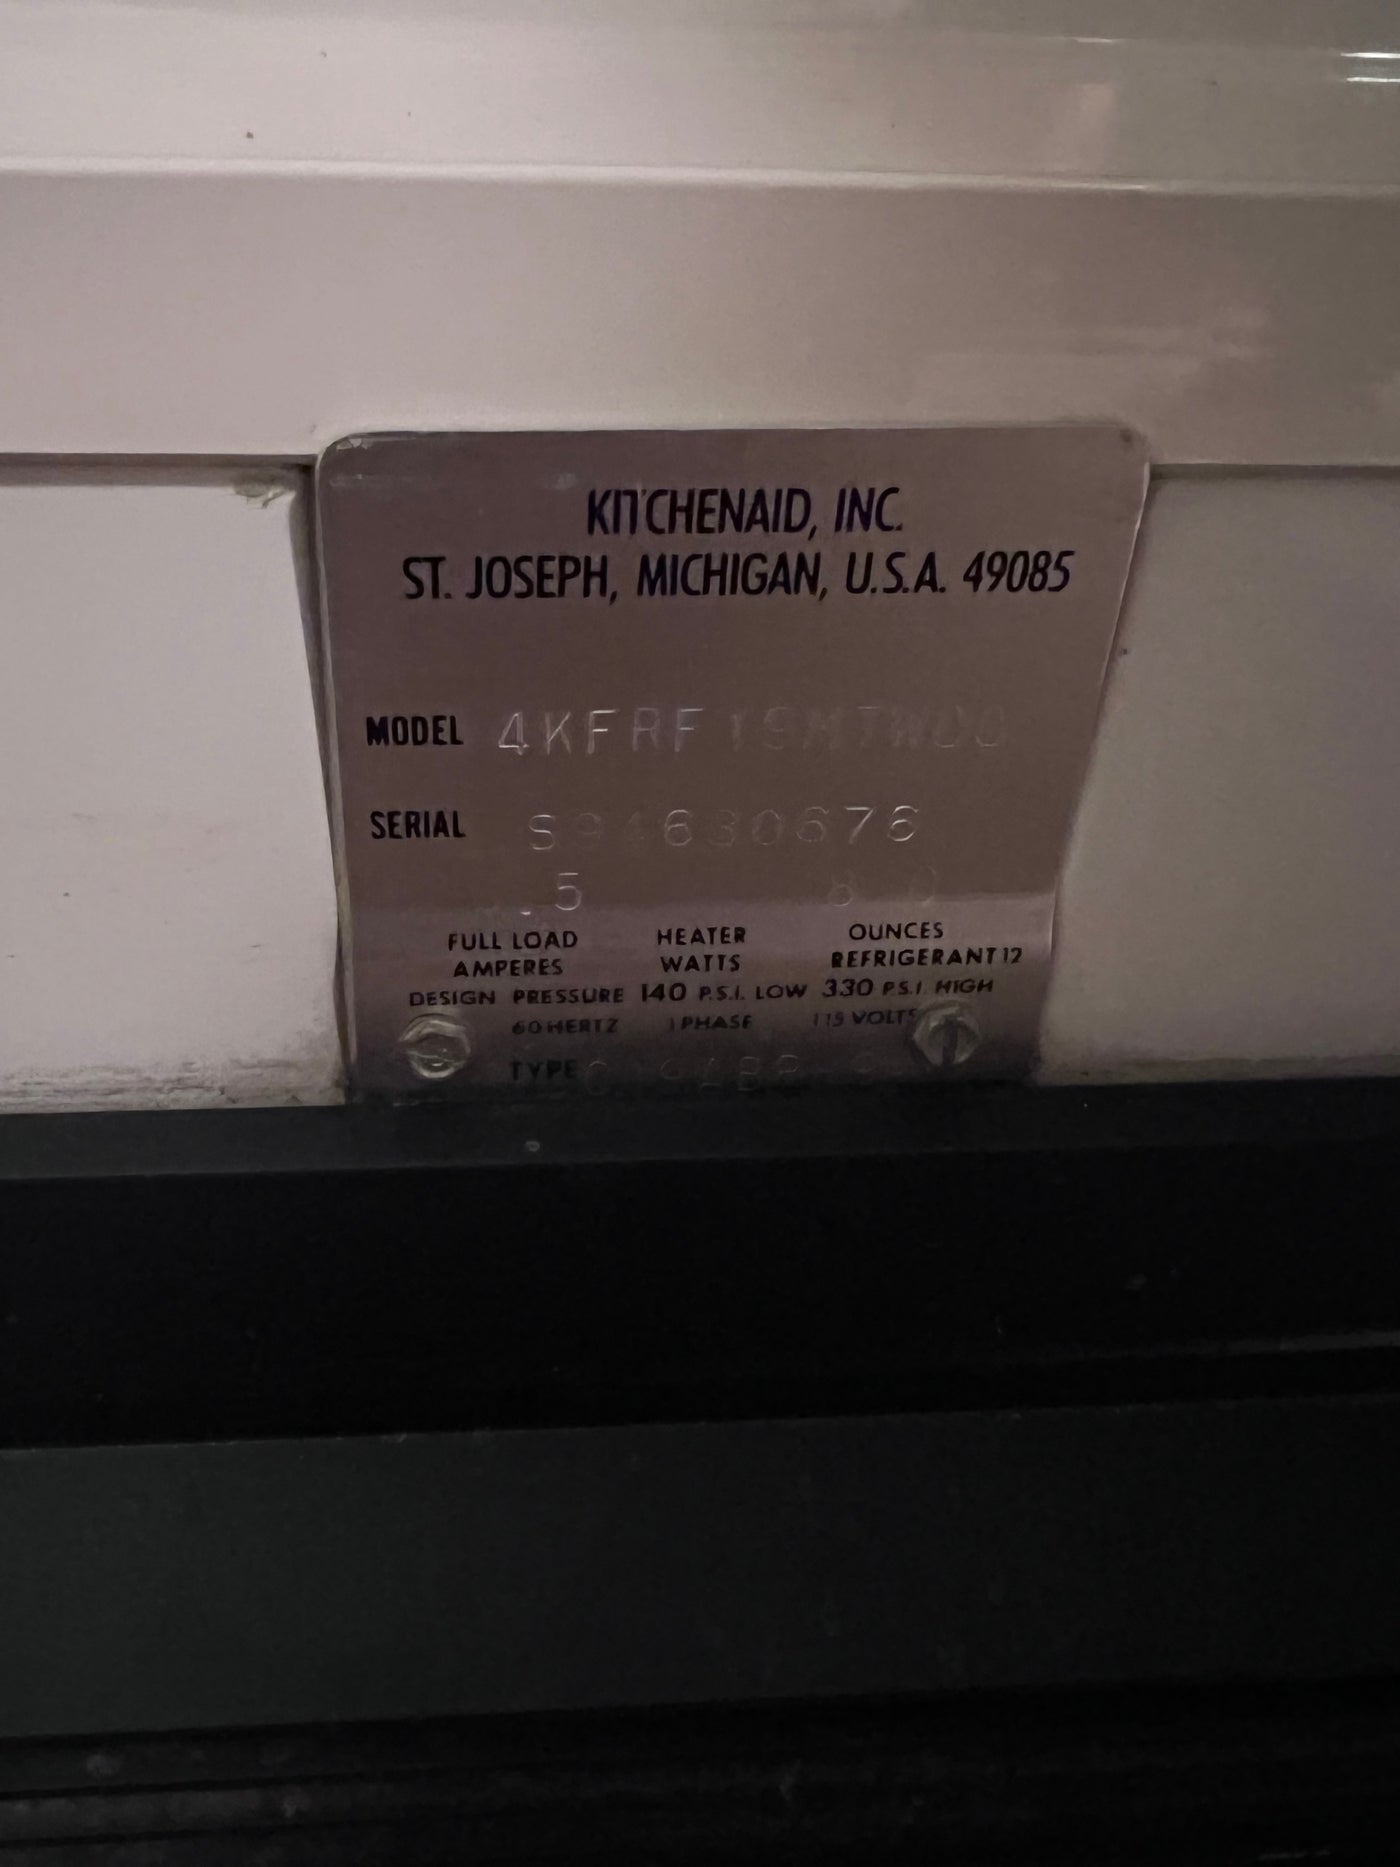 KITCHENAID, INC.
ST. JOSEPH, MICHIGAN, U.S.A. 49085
MODEL
SERIAL
5
FULL LOAD AMPERES
HEATER WATTS
OUNCES REFRIGERANT 12
DESIGN PRESSURE 140 P.S.I. LOW 330 P.S.I. HIGH
60 HERTZ 1 PHASE 115 VOLTS
TYPE